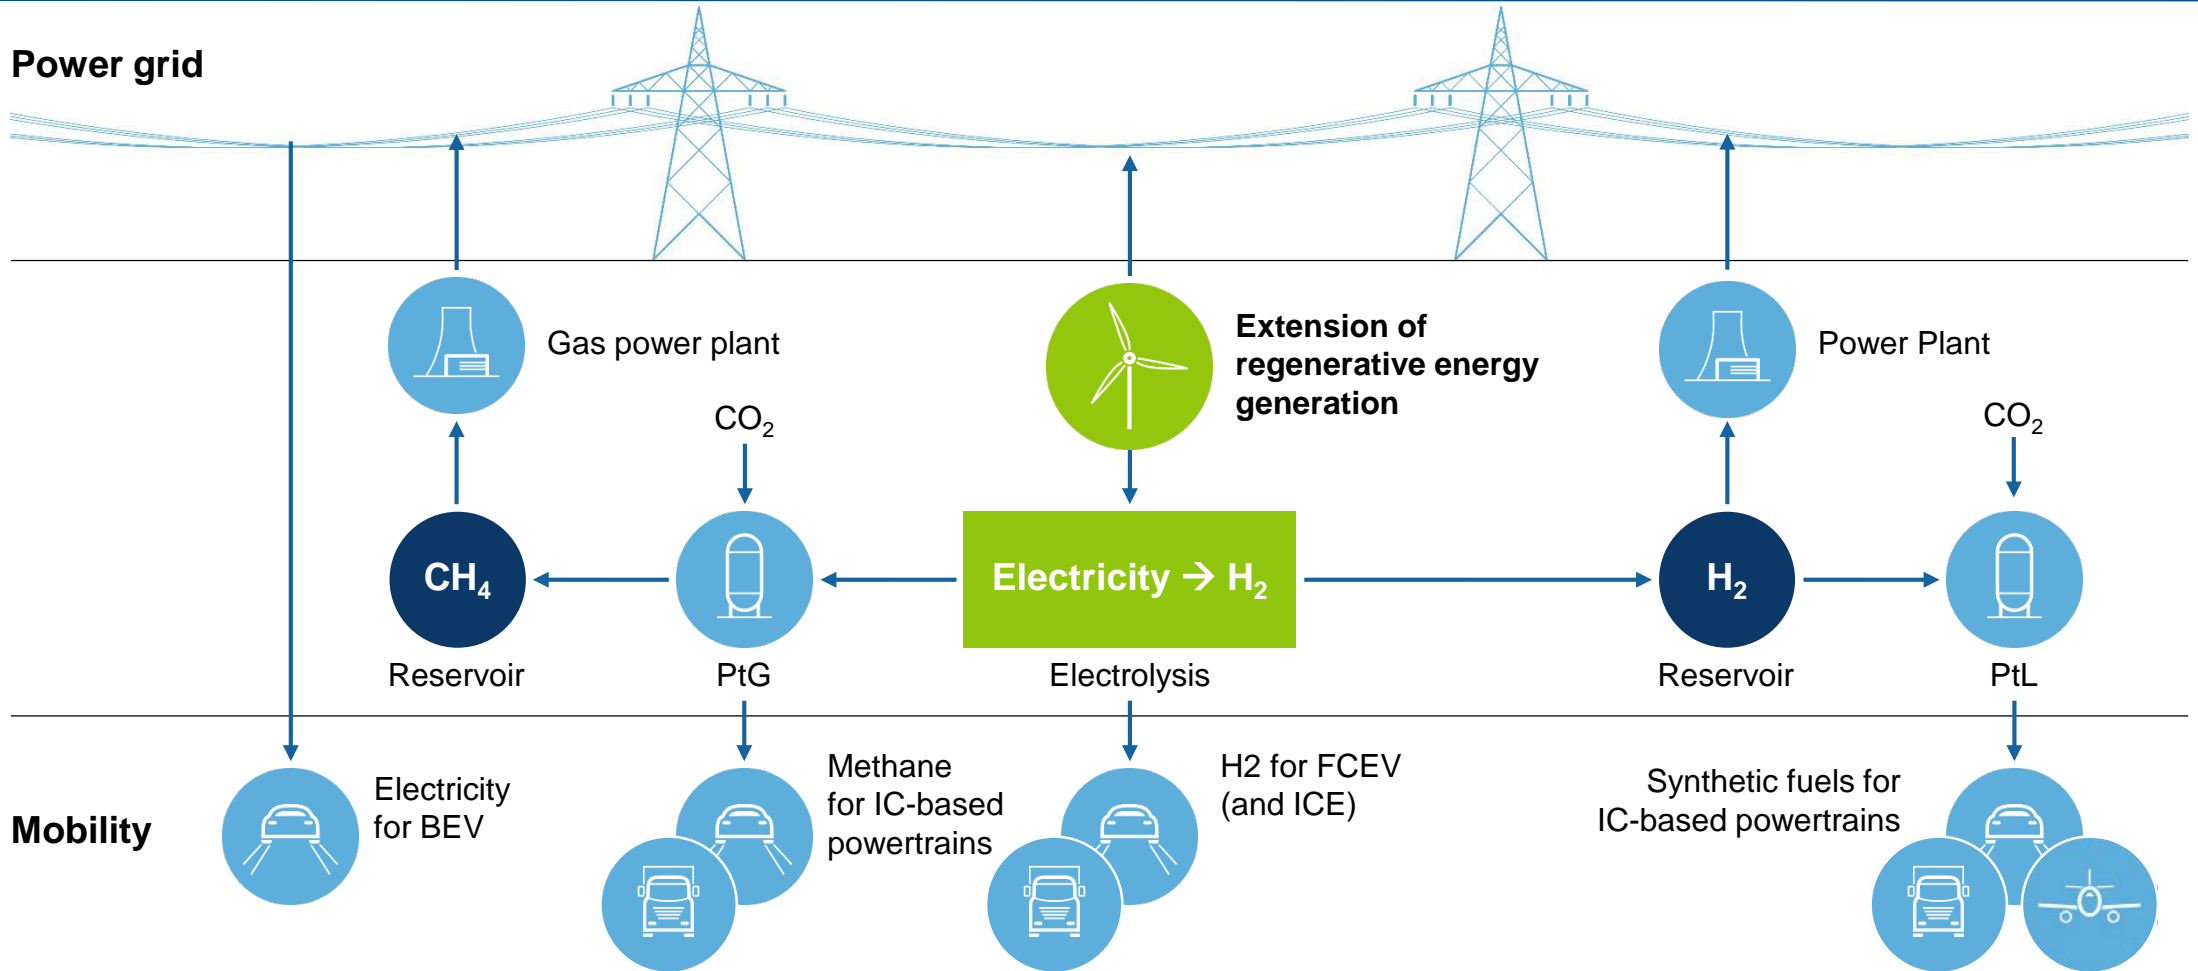 Power grid
Gas power plant
Extension of
regenerative energy
generation
Power Plant
CO₂
CO₂
CH₄
Electricity → H₂
H₂
Reservoir
PtG
Electrolysis
Reservoir
PtL
Mobility
Electricity
for BEV
Methane
for IC-based
powertrains
H2 for FCEV
(and ICE)
Synthetic fuels for
IC-based powertrains